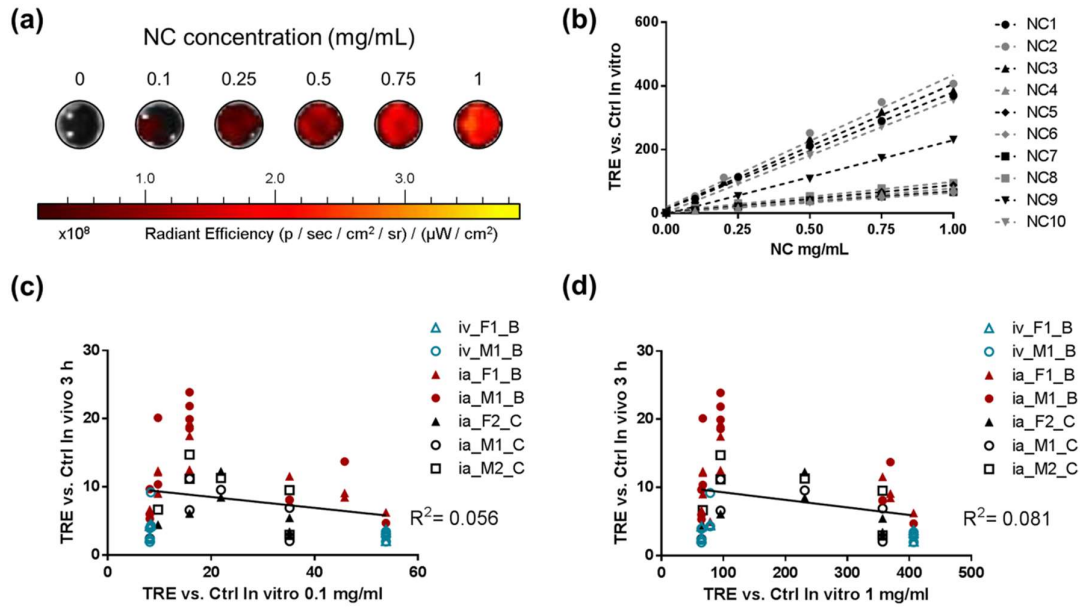 (a)
NC concentration (mg/mL)
0 0.1 0.25 0.5 0.75 1
1.0 2.0 3.0
x10⁸ Radiant Efficiency (p / sec / cm² / sr) / (µW / cm²)
(b)
TRE vs. Ctrl In vitro
600
400
200
0
0.00 0.25 0.50 0.75 1.00
NC mg/mL
NC1
NC2
NC3
NC4
NC5
NC6
NC7
NC8
NC9
NC10
(c)
TRE vs. Ctrl In vivo 3 h
30
20
10
0
0 20 40 60
TRE vs. Ctrl In vitro 0.1 mg/ml
iv_F1_B
iv_M1_B
ia_F1_B
ia_M1_B
ia_F2_C
ia_M1_C
ia_M2_C
R²= 0.056
(d)
TRE vs. Ctrl In vivo 3 h
30
20
10
0
0 100 200 300 400 500
TRE vs. Ctrl In vitro 1 mg/ml
iv_F1_B
iv_M1_B
ia_F1_B
ia_M1_B
ia_F2_C
ia_M1_C
ia_M2_C
R²= 0.081